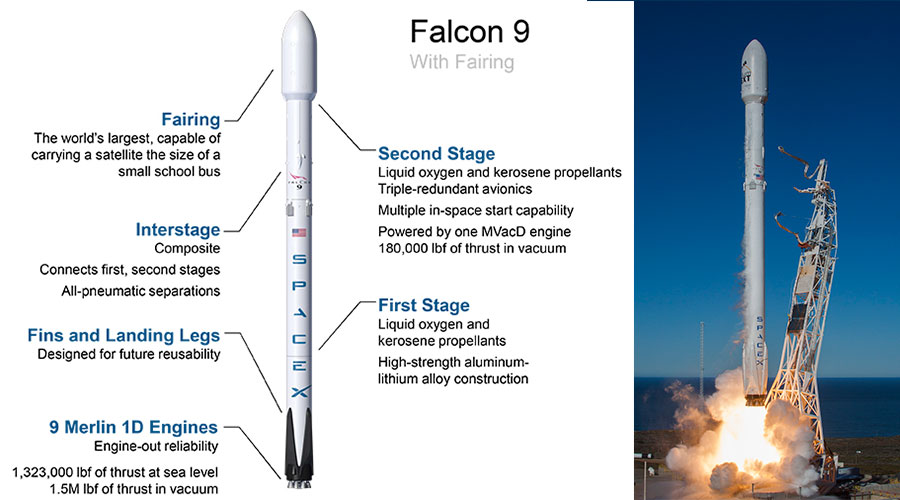 Falcon 9
With Fairing
Fairing
The world's largest, capable of
carrying a satellite the size of a
small school bus
Second Stage
Liquid oxygen and kerosene propellants
Triple-redundant avionics
Multiple in-space start capability
Powered by one MVacD engine
180,000 lbf of thrust in vacuum
Interstage
Composite
Connects first, second stages
All-pneumatic separations
First Stage
Liquid oxygen and
kerosene propellants
High-strength aluminum-
lithium alloy construction
Fins and Landing Legs
Designed for future reusability
9 Merlin 1D Engines
Engine-out reliability
1,323,000 lbf of thrust at sea level
1.5M lbf of thrust in vacuum
FALCON
9
SPACEX
SPACEX